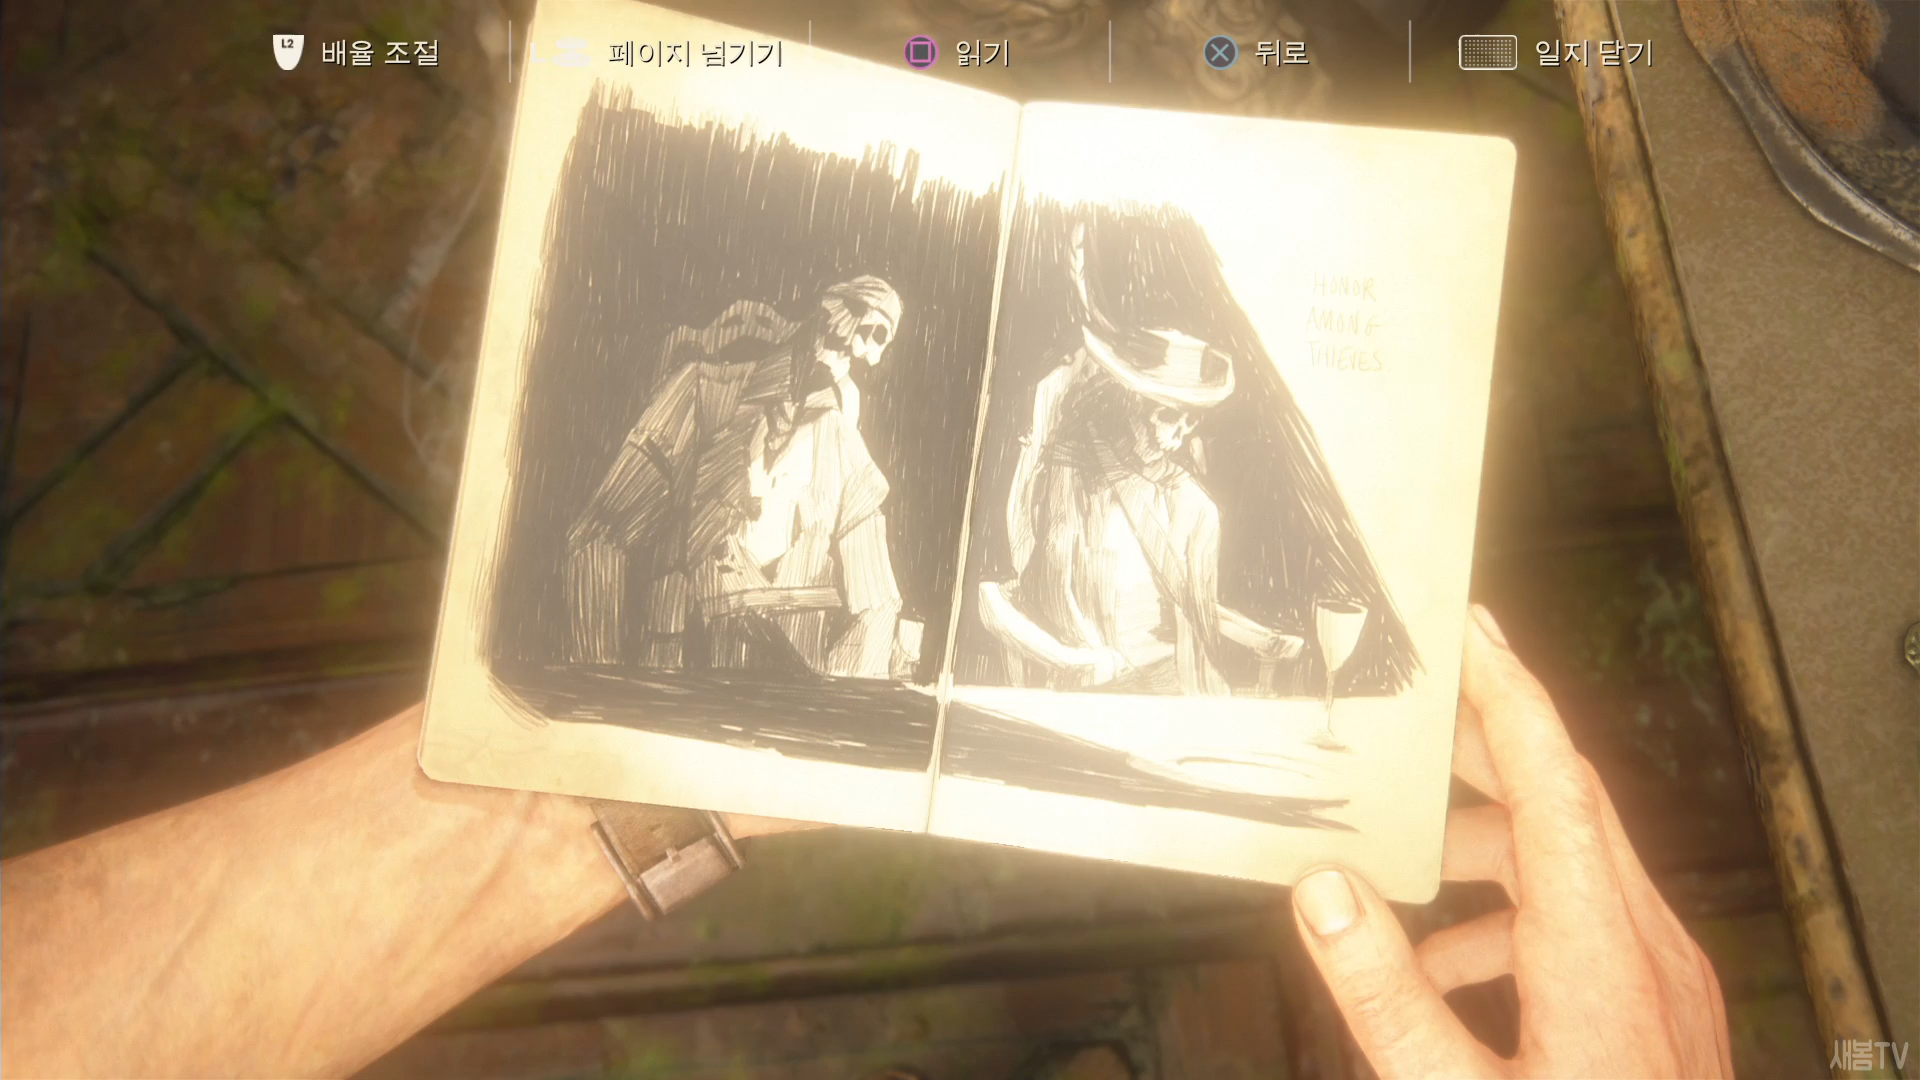 L2 배율 조절
페이지 넘기기
읽기
뒤로
일지 닫기
HONOR
AMONG
THIEVES.
새봄TV